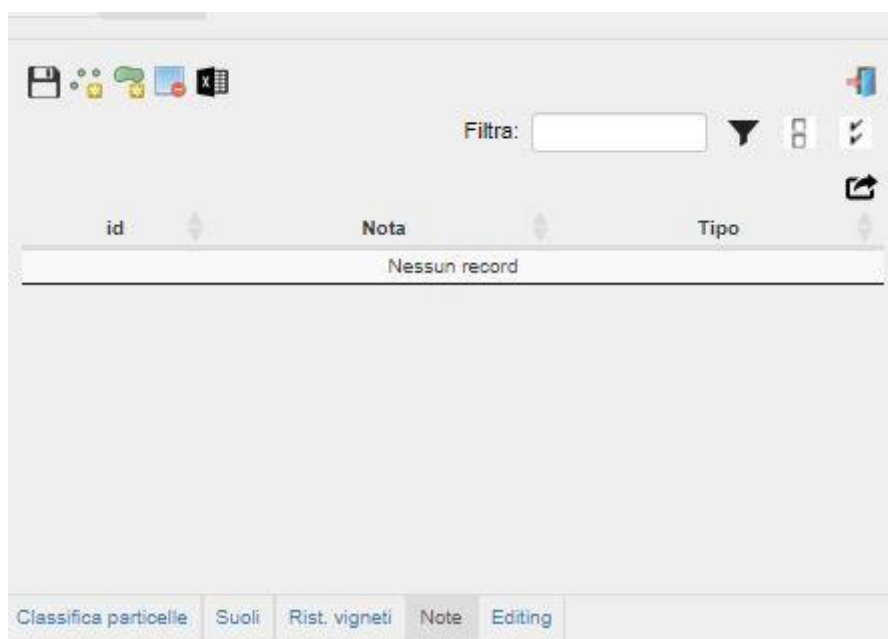 Filtra:
id Nota Tipo
Nessun record
Classifica particelle Suoli Rist. vigneti Note Editing